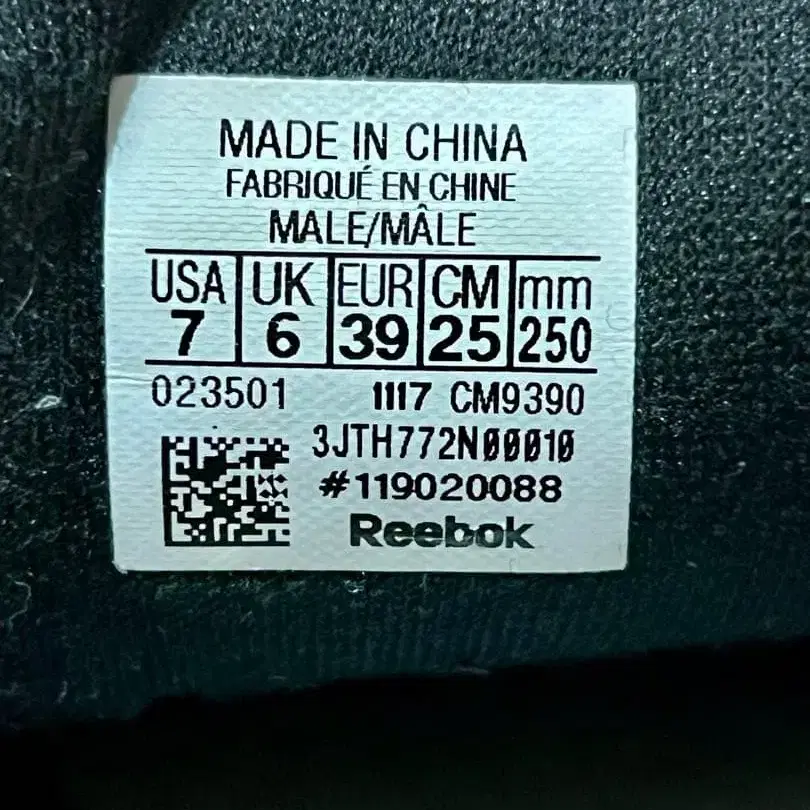 MADE IN CHINA
FABRIQUÉ EN CHINE
MALE/MÂLE
USA UK EUR CM mm
7 6 39 25 250
023501 1117 CM9390
3JTH772N00010
#119020088
Reebok